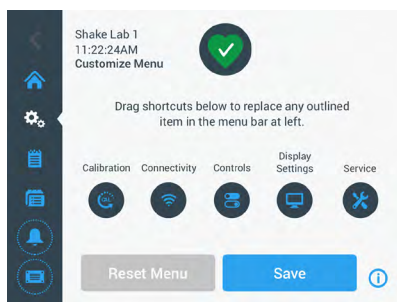 Shake Lab 1
11:22:24AM
Customize Menu
Drag shortcuts below to replace any outlined
item in the menu bar at left.
Calibration Connectivity Controls Display Settings Service
CAL
Reset Menu Save